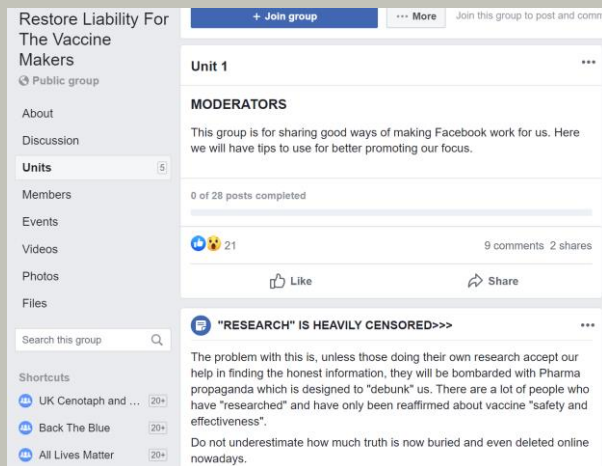 Restore Liability For
The Vaccine
Makers
Public group
About
Discussion
Units 5
Members
Events
Videos
Photos
Files
Search this group
Shortcuts
UK Cenotaph and ... 20+
Back The Blue 20+
All Lives Matter 20+
+ Join group
••• More
Join this group to post and comm
Unit 1
MODERATORS
This group is for sharing good ways of making Facebook work for us. Here
we will have tips to use for better promoting our focus.
0 of 28 posts completed
21
9 comments 2 shares
Like
Share
"RESEARCH" IS HEAVILY CENSORED>>>
The problem with this is, unless those doing their own research accept our
help in finding the honest information, they will be bombarded with Pharma
propaganda which is designed to "debunk" us. There are a lot of people who
have "researched" and have only been reaffirmed about vaccine "safety and
effectiveness".
Do not underestimate how much truth is now buried and even deleted online
nowadays.